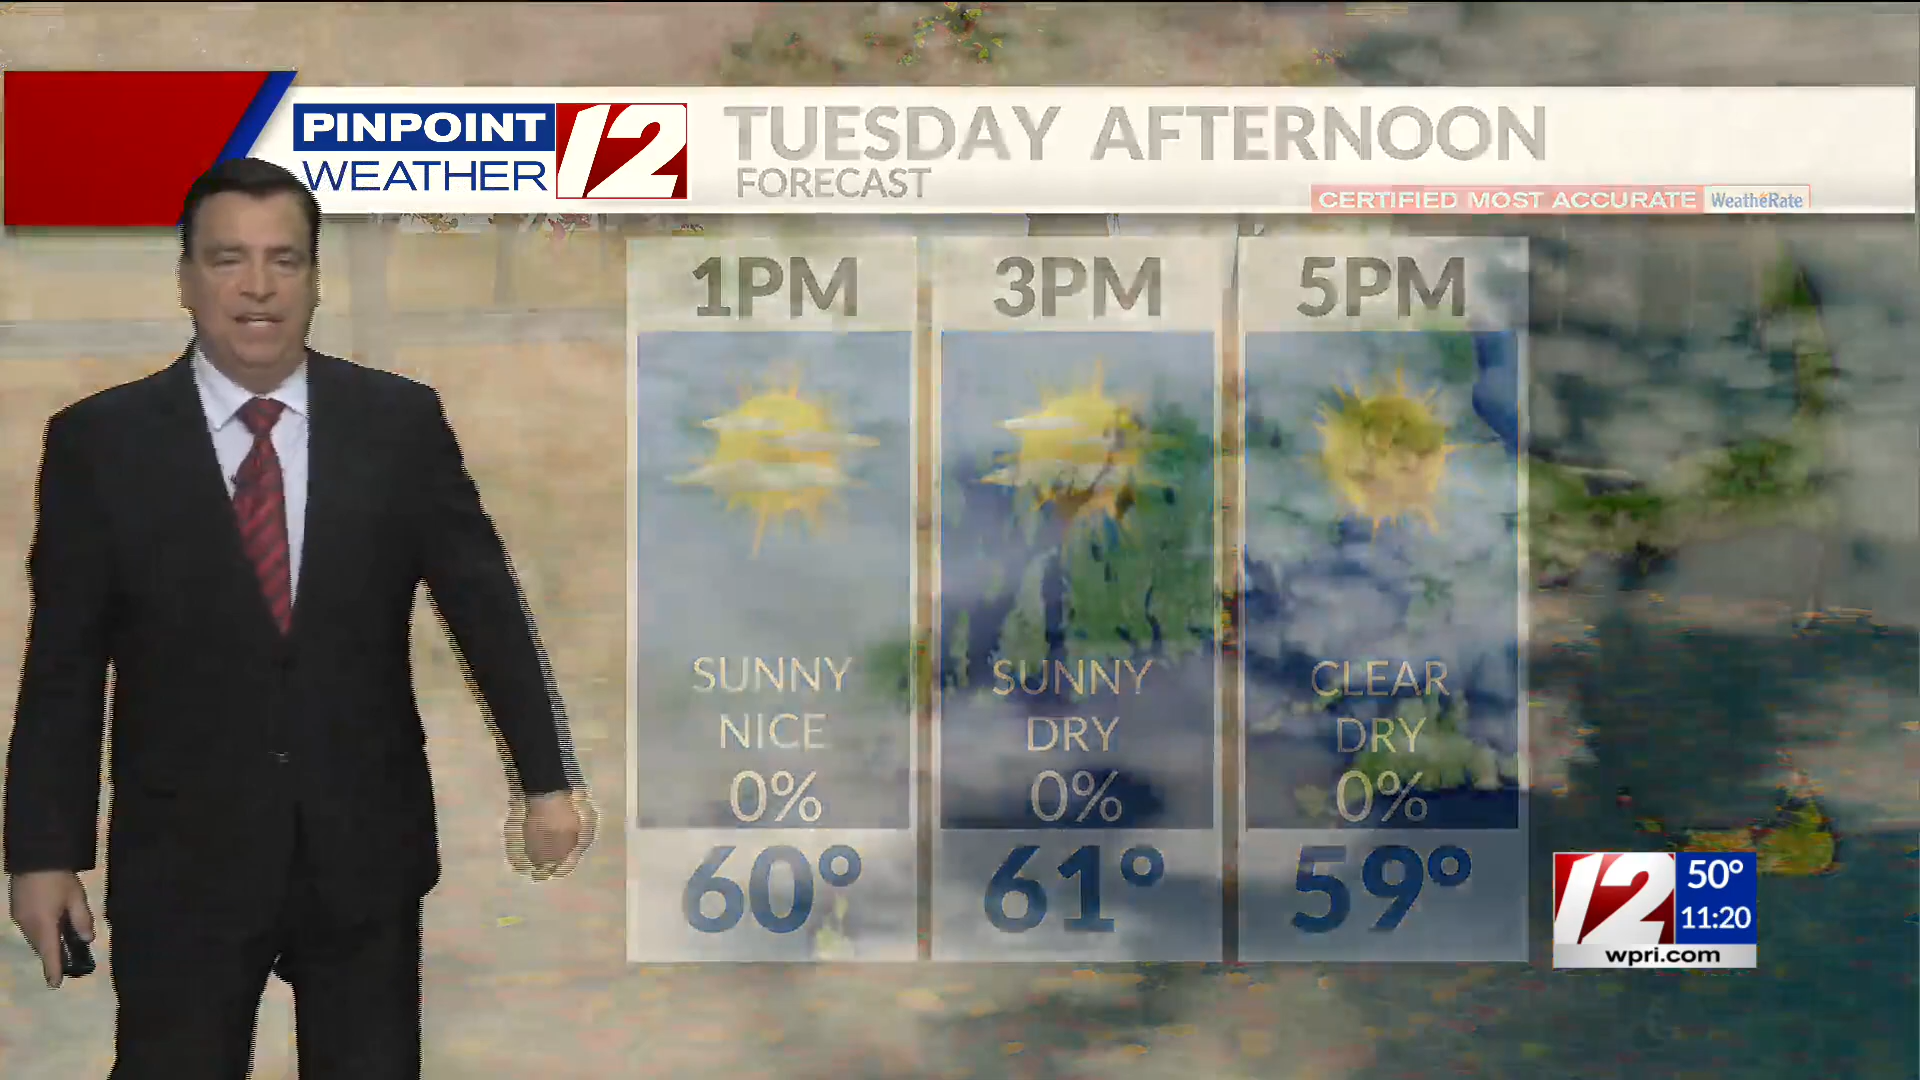 PINPOINT
WEATHER
12
TUESDAY AFTERNOON
FORECAST
CERTIFIED MOST ACCURATE WeatheRate
1PM
SUNNY
NICE
0%
60°
3PM
SUNNY
DRY
0%
61°
5PM
CLEAR
DRY
0%
59°
12
50°
11:20
wpri.com